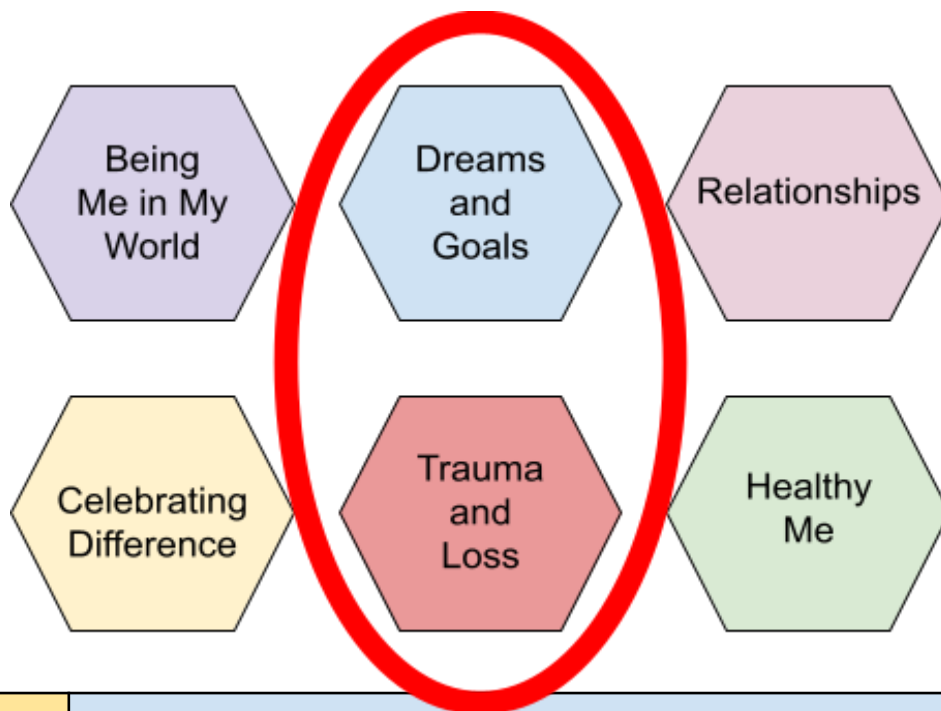 Being
Me in My
World
Dreams
and
Goals
Relationships
Celebrating
Difference
Trauma
and
Loss
Healthy
Me